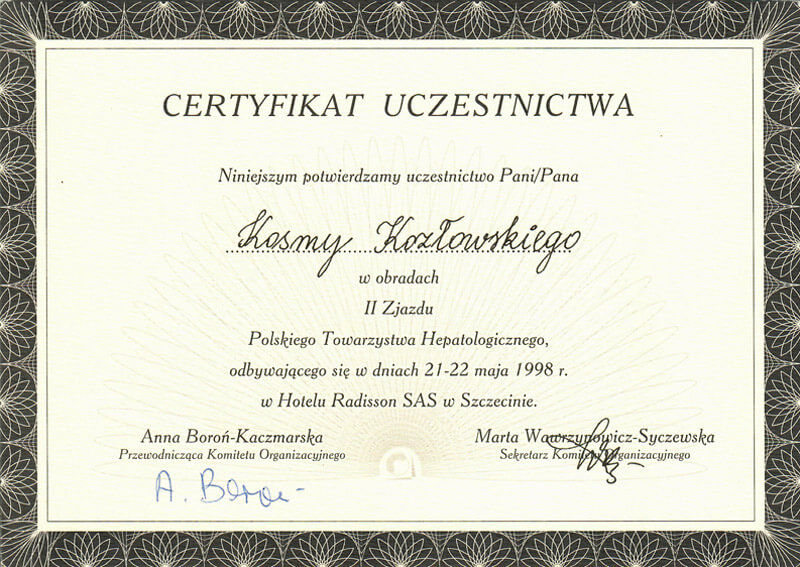 CERTYFIKAT UCZESTNICTWA
Niniejszym potwierdzamy uczestnictwo Pani/Pana
Kosmy Kozłowskiego
w obradach
II Zjazdu
Polskiego Towarzystwa Hepatologicznego,
odbywającego się w dniach 21-22 maja 1998 r.
w Hotelu Radisson SAS w Szczecinie.
Anna Boroń-Kaczmarska
Przewodnicząca Komitetu Organizacyjnego
Marta Wawrzynowicz-Syczewska
Sekretarz Komitetu Organizacyjnego
A. Boroń